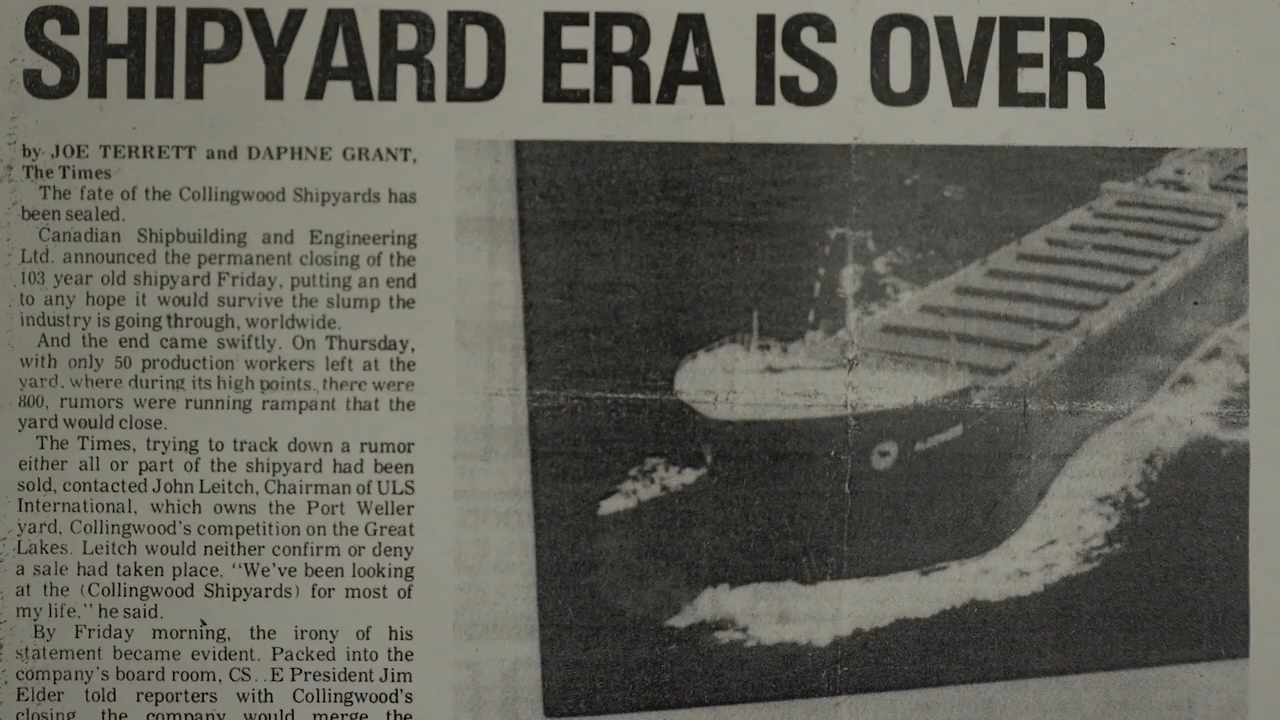 SHIPYARD ERA IS OVER
by JOE TERRETT and DAPHNE GRANT,
The Times
The fate of the Collingwood Shipyards has
been sealed.
Canadian Shipbuilding and Engineering
Ltd. announced the permanent closing of the
103 year old shipyard Friday, putting an end
to any hope it would survive the slump the
industry is going through, worldwide.
And the end came swiftly. On Thursday,
with only 50 production workers left at the
yard, where during its high points, there were
800, rumors were running rampant that the
yard would close.
The Times, trying to track down a rumor
either all or part of the shipyard had been
sold, contacted John Leitch, Chairman of ULS
International, which owns the Port Weller
yard, Collingwood's competition on the Great
Lakes. Leitch would neither confirm or deny
a sale had taken place. "We've been looking
at the (Collingwood Shipyards) for most of
my life," he said.
By Friday morning, the irony of his
statement became evident. Packed into the
company's board room, CS..E President Jim
Elder told reporters with Collingwood's
closing, the company would merge the